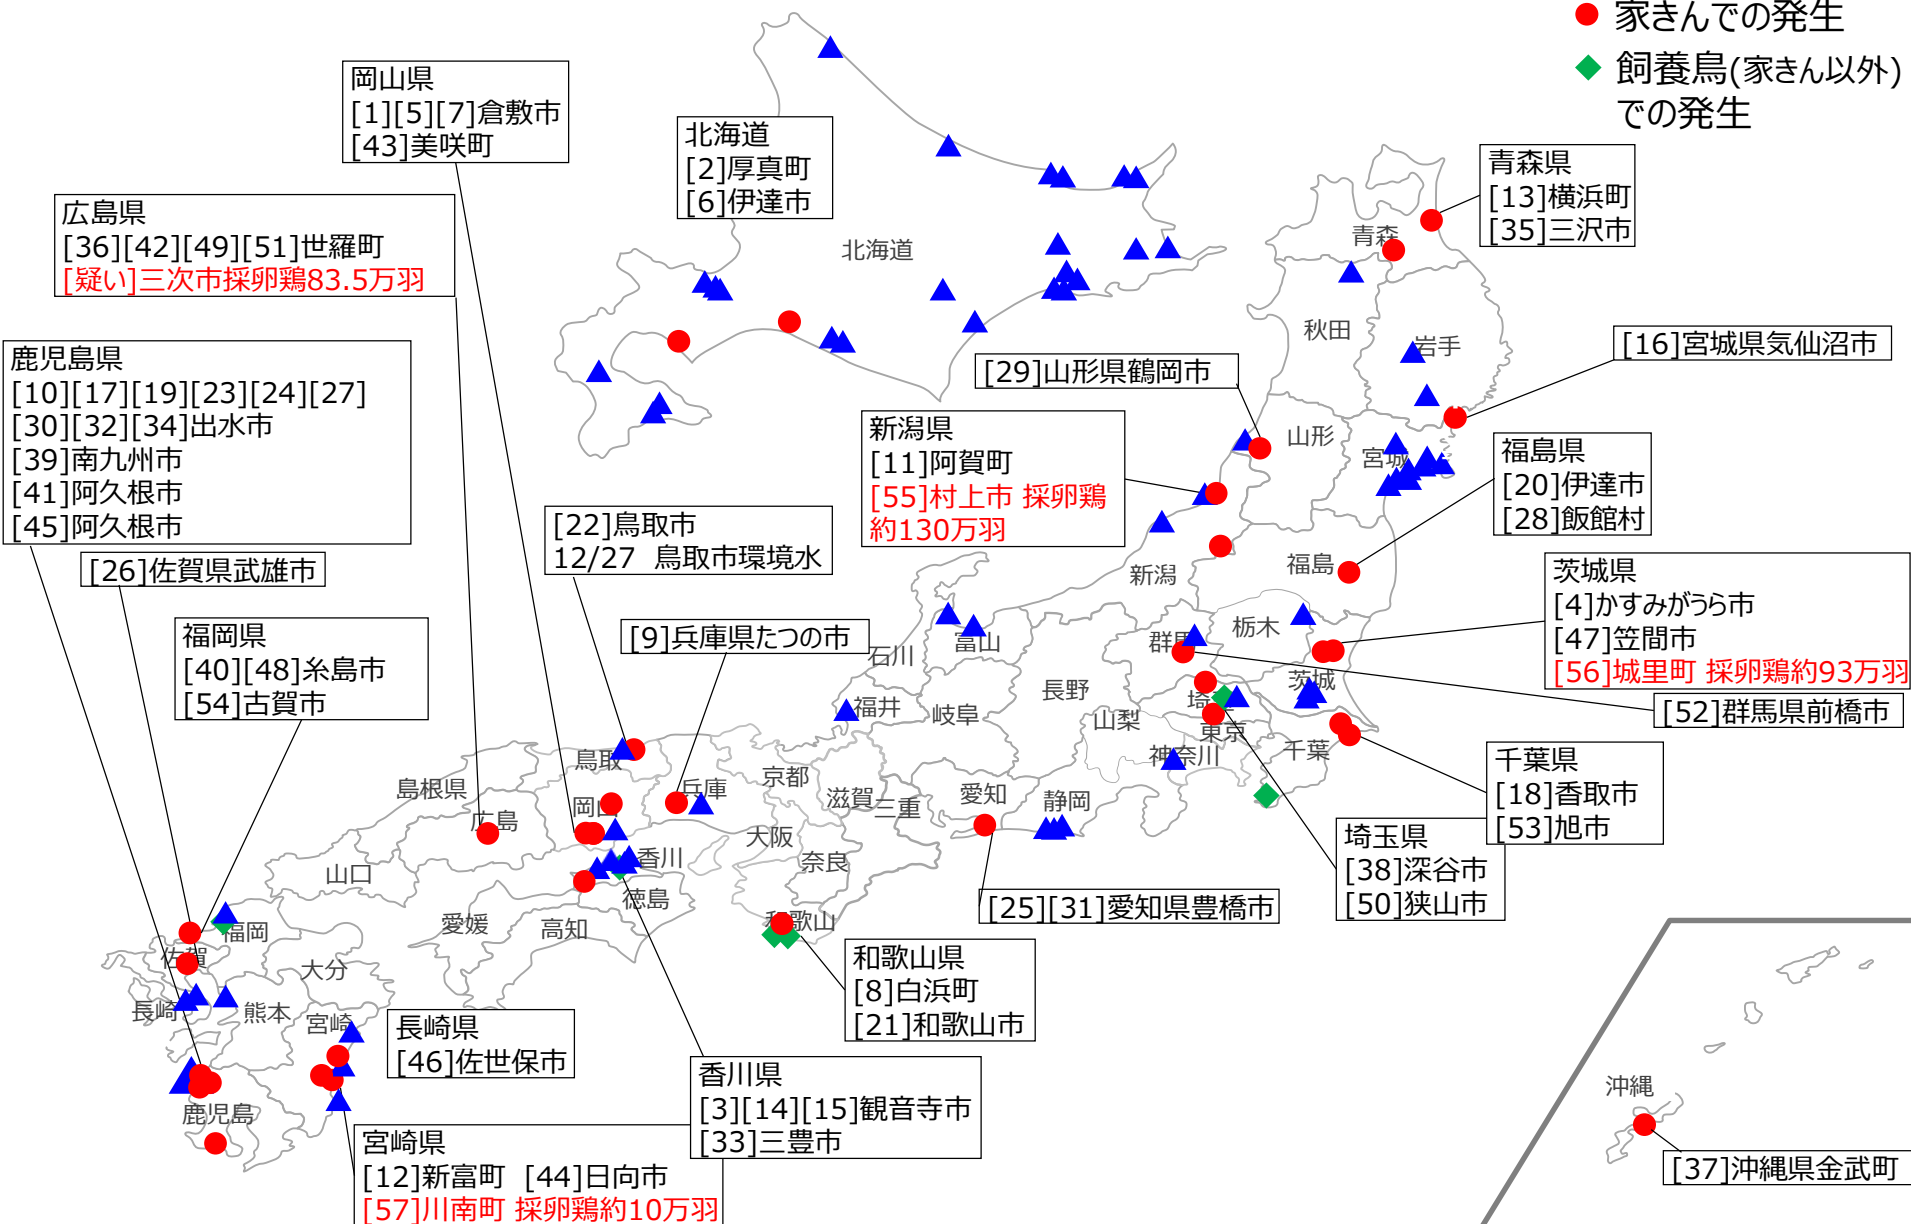 家きんでの発生
飼養鳥(家きん以外)
での発生
岡山県
[1][5][7]倉敷市
[43]美咲町
北海道
[2]厚真町
[6]伊達市
青森県
[13]横浜町
[35]三沢市
広島県
[36][42][49][51]世羅町
[疑い]三次市採卵鶏83.5万羽
北海道
青森
秋田
岩手
[16]宮城県気仙沼市
鹿児島県
[10][17][19][23][24][27]
[30][32][34]出水市
[39]南九州市
[41]阿久根市
[45]阿久根市
[29]山形県鶴岡市
新潟県
[11]阿賀町
[55]村上市 採卵鶏
約130万羽
山形
宮城
福島県
[20]伊達市
[28]飯館村
[22]鳥取市
12/27 鳥取市環境水
[26]佐賀県武雄市
新潟
福島
茨城県
[4]かすみがうら市
[47]笠間市
[56]城里町 採卵鶏約93万羽
福岡県
[40][48]糸島市
[54]古賀市
[9]兵庫県たつの市
石川
富山
群馬
栃木
茨城
[52]群馬県前橋市
福井
岐阜
長野
山梨
埼玉
東京
神奈川
千葉
千葉県
[18]香取市
[53]旭市
鳥取
島根県
広島
岡山
兵庫
京都
滋賀
三重
愛知
静岡
大阪
奈良
埼玉県
[38]深谷市
[50]狭山市
山口
香川
徳島
愛媛
高知
和歌山
[25][31]愛知県豊橋市
福岡
佐賀
大分
長崎
熊本
宮崎
和歌山県
[8]白浜町
[21]和歌山市
長崎県
[46]佐世保市
香川県
[3][14][15]観音寺市
[33]三豊市
鹿児島
宮崎県
[12]新富町 [44]日向市
[57]川南町 採卵鶏約10万羽
沖縄
[37]沖縄県金武町